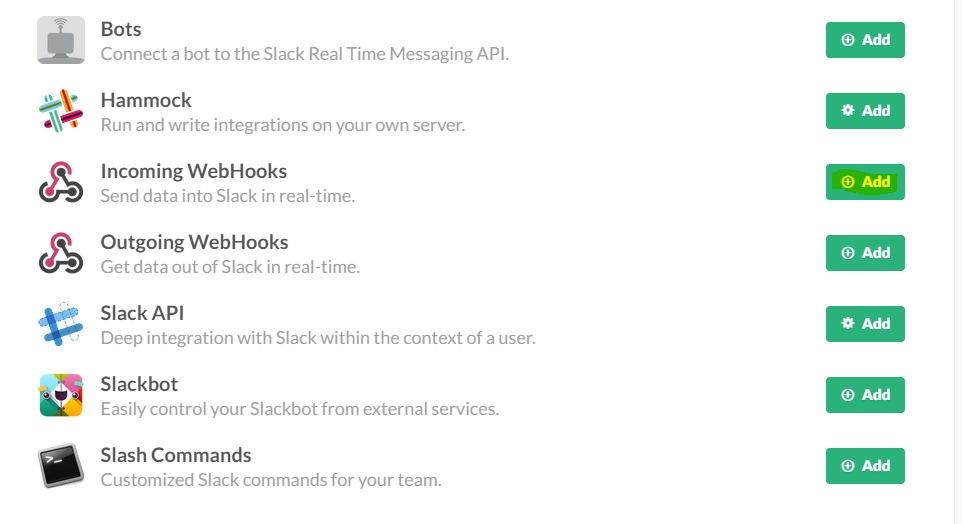 Bots
Connect a bot to the Slack Real Time Messaging API.
Add
Hammock
Run and write integrations on your own server.
Add
Incoming WebHooks
Send data into Slack in real-time.
Add
Outgoing WebHooks
Get data out of Slack in real-time.
Add
Slack API
Deep integration with Slack within the context of a user.
Add
Slackbot
Easily control your Slackbot from external services.
Add
>_
Slash Commands
Customized Slack commands for your team.
Add